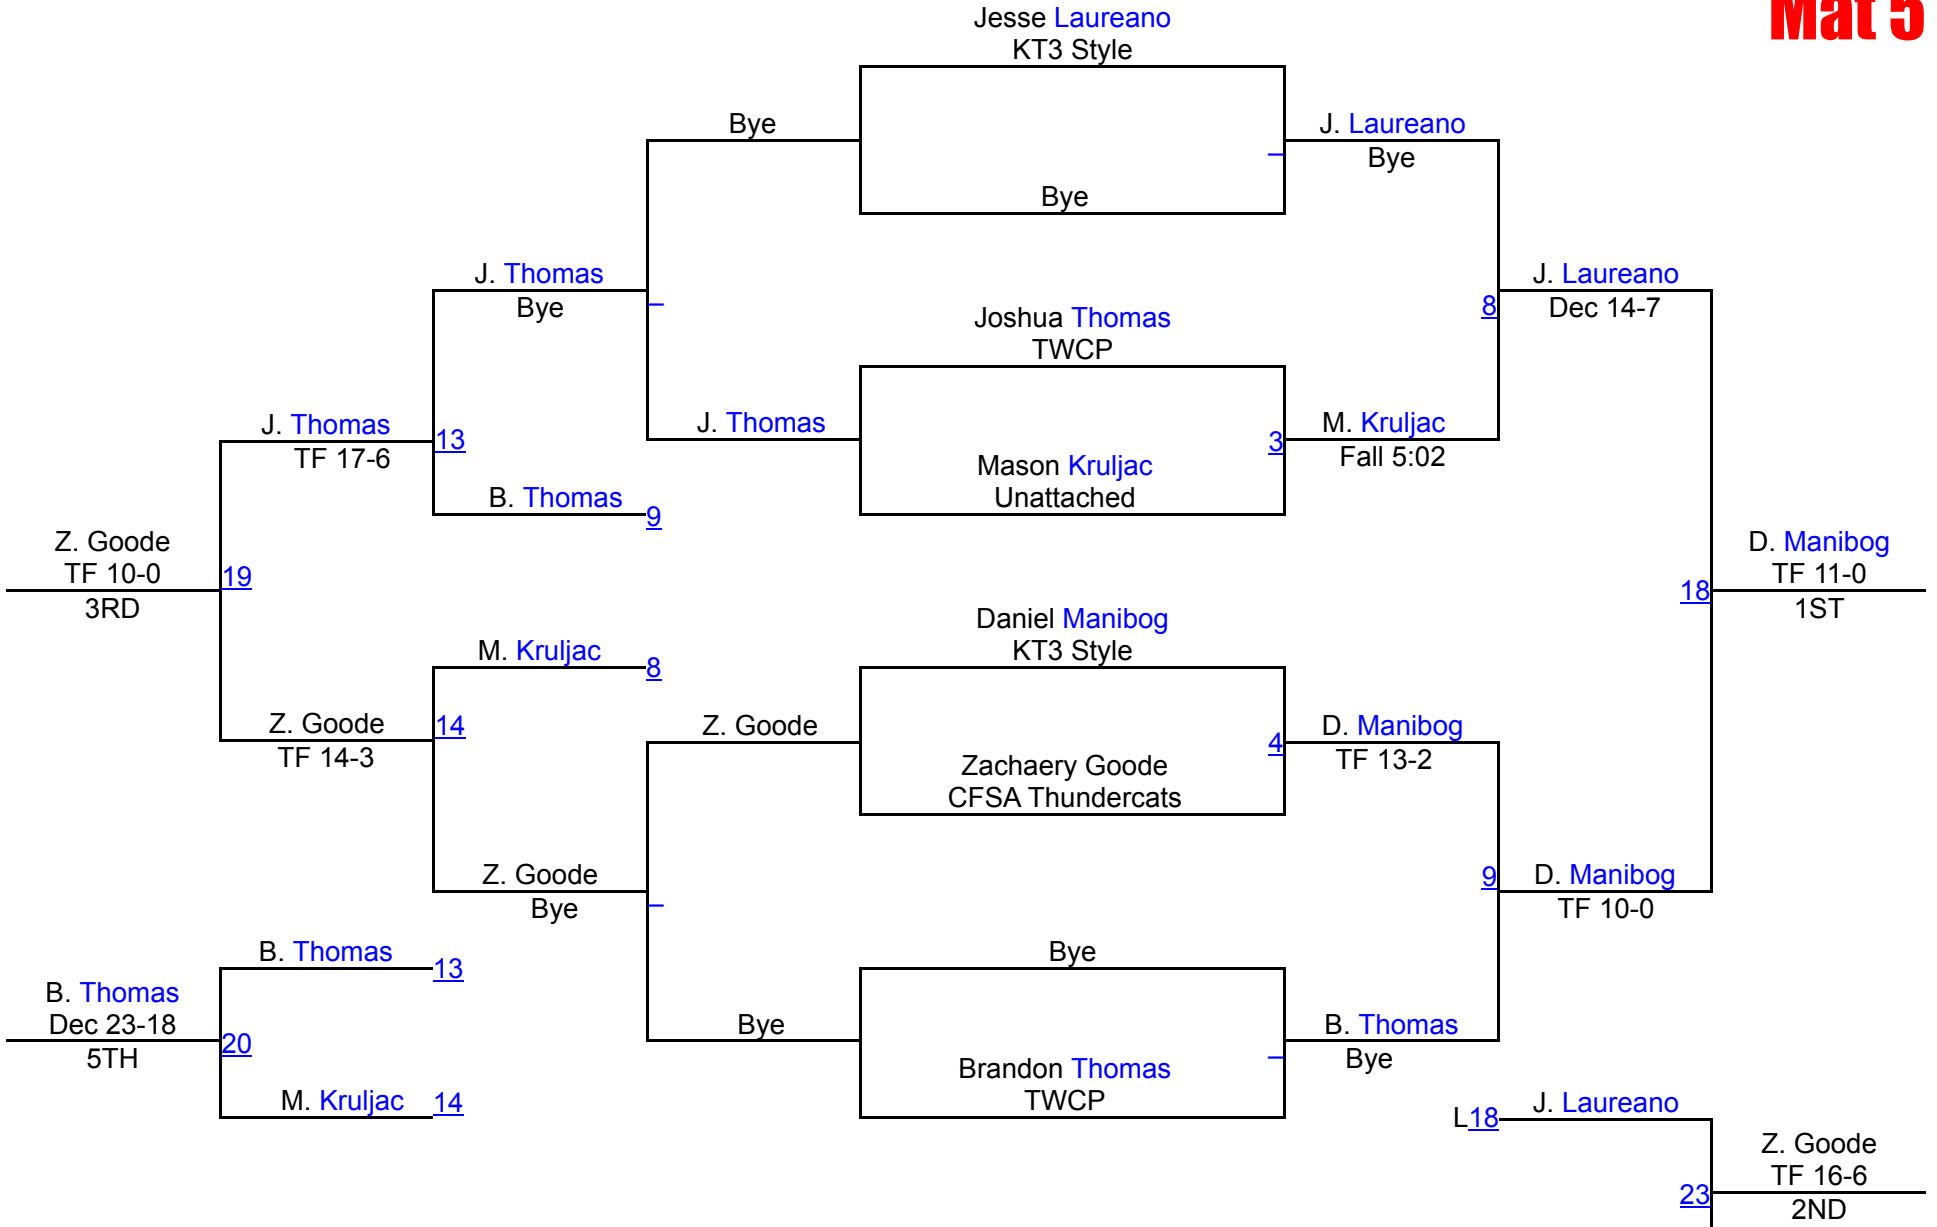 Mat 5
Jesse Laureano
KT3 Style
Bye
J. Laureano
Bye
Bye
J. Thomas
Bye
J. Laureano
Dec 14-7
8
Joshua Thomas
TWCP
J. Thomas
TF 17-6
13
J. Thomas
3
M. Kruljac
Fall 5:02
Mason Kruljac
Unattached
B. Thomas
9
Z. Goode
TF 10-0
3RD
19
D. Manibog
TF 11-0
1ST
18
Daniel Manibog
KT3 Style
M. Kruljac
8
Z. Goode
TF 14-3
14
Z. Goode
4
D. Manibog
TF 13-2
Zachaery Goode
CFSA Thundercats
Z. Goode
Bye
9
D. Manibog
TF 10-0
B. Thomas
13
Bye
B. Thomas
Dec 23-18
5TH
20
Bye
B. Thomas
Bye
Brandon Thomas
TWCP
M. Kruljac
14
L18
J. Laureano
Z. Goode
TF 16-6
2ND
23